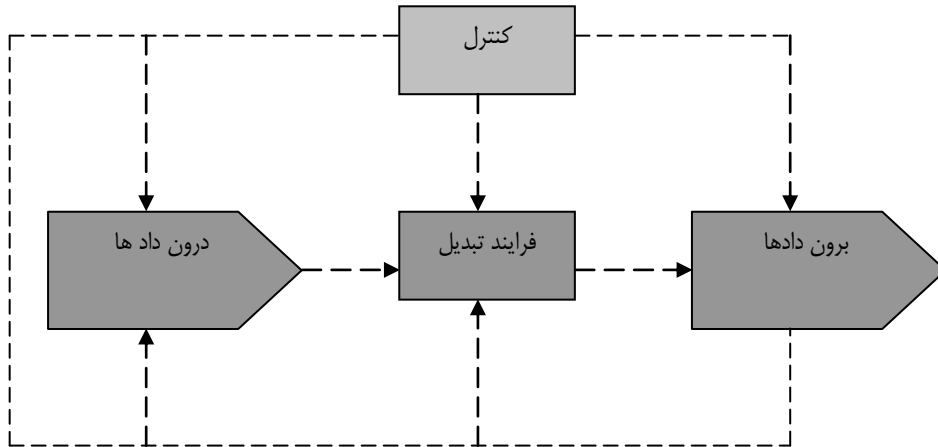 کنترل
درون داد ها
فرایند تبدیل
برون دادها